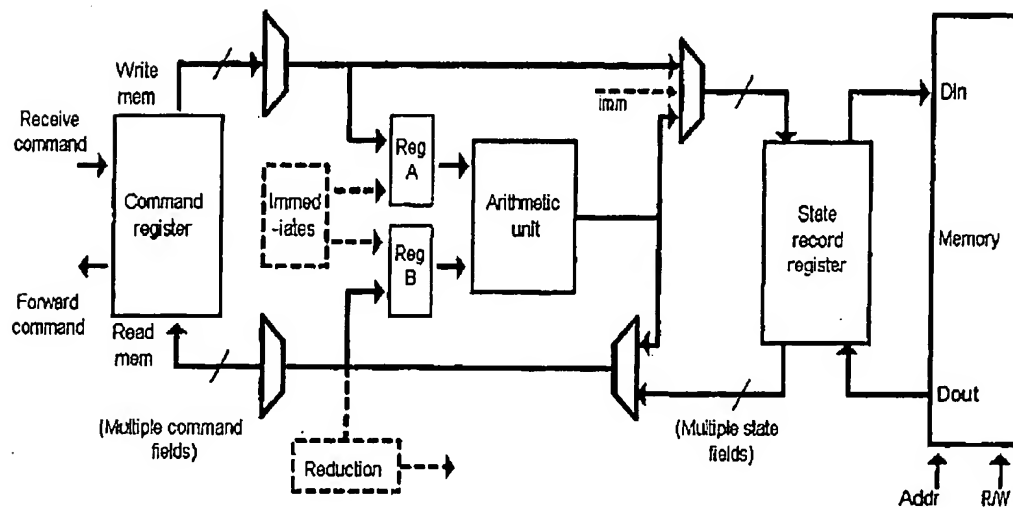 Write
mem
Receive
command
Command
register
Forward
command
Read
mem
(Multiple command
fields)
Immed
-iates
Reg
A
Reg
B
Arithmetic
unit
Reduction
imm
State
record
register
(Multiple state
fields)
Din
Memory
Dout
Addr
R/W